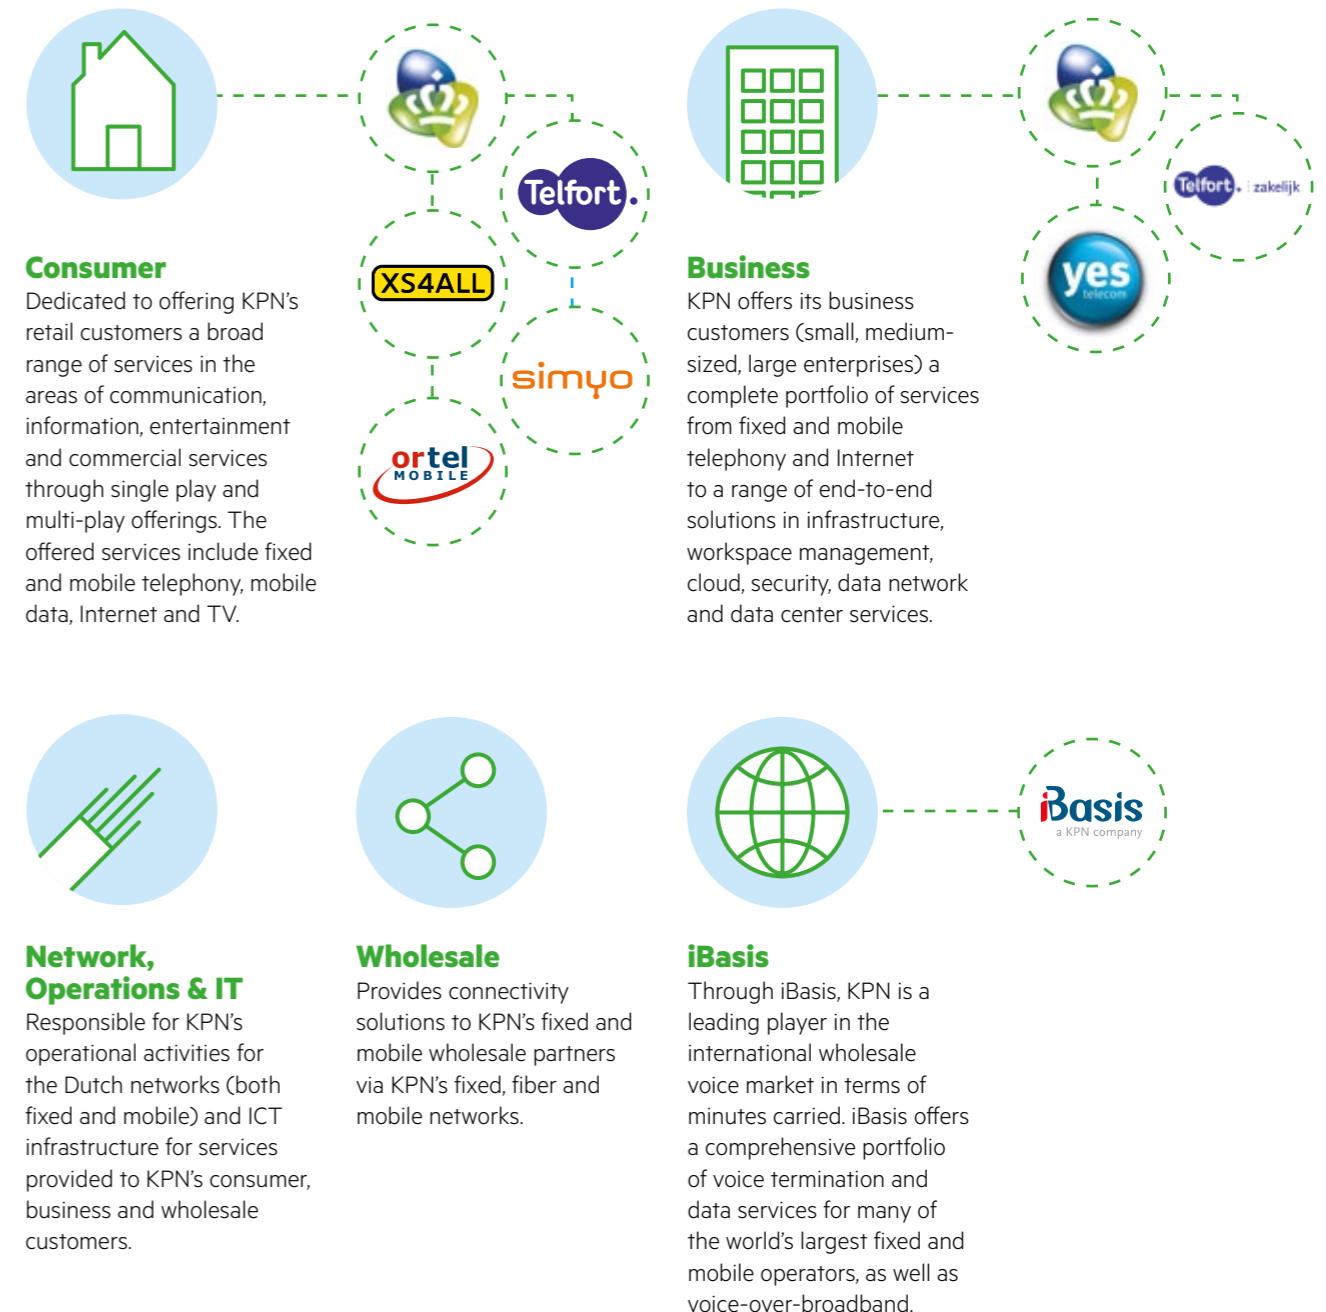 Telfort.
XS4ALL
simyo
ortel
MOBILE
Consumer
Dedicated to offering KPN's
retail customers a broad
range of services in the
areas of communication,
information, entertainment
and commercial services
through single play and
multi-play offerings. The
offered services include fixed
and mobile telephony, mobile
data, Internet and TV.
Telfort. zakelijk
yes
telecom
Business
KPN offers its business
customers (small, medium-
sized, large enterprises) a
complete portfolio of services
from fixed and mobile
telephony and Internet
to a range of end-to-end
solutions in infrastructure,
workspace management,
cloud, security, data network
and data center services.
Network,
Operations & IT
Responsible for KPN's
operational activities for
the Dutch networks (both
fixed and mobile) and ICT
infrastructure for services
provided to KPN's consumer,
business and wholesale
customers.
Wholesale
Provides connectivity
solutions to KPN's fixed and
mobile wholesale partners
via KPN's fixed, fiber and
mobile networks.
iBasis
a KPN company
iBasis
Through iBasis, KPN is a
leading player in the
international wholesale
voice market in terms of
minutes carried. iBasis offers
a comprehensive portfolio
of voice termination and
data services for many of
the world's largest fixed and
mobile operators, as well as
voice-over-broadband.